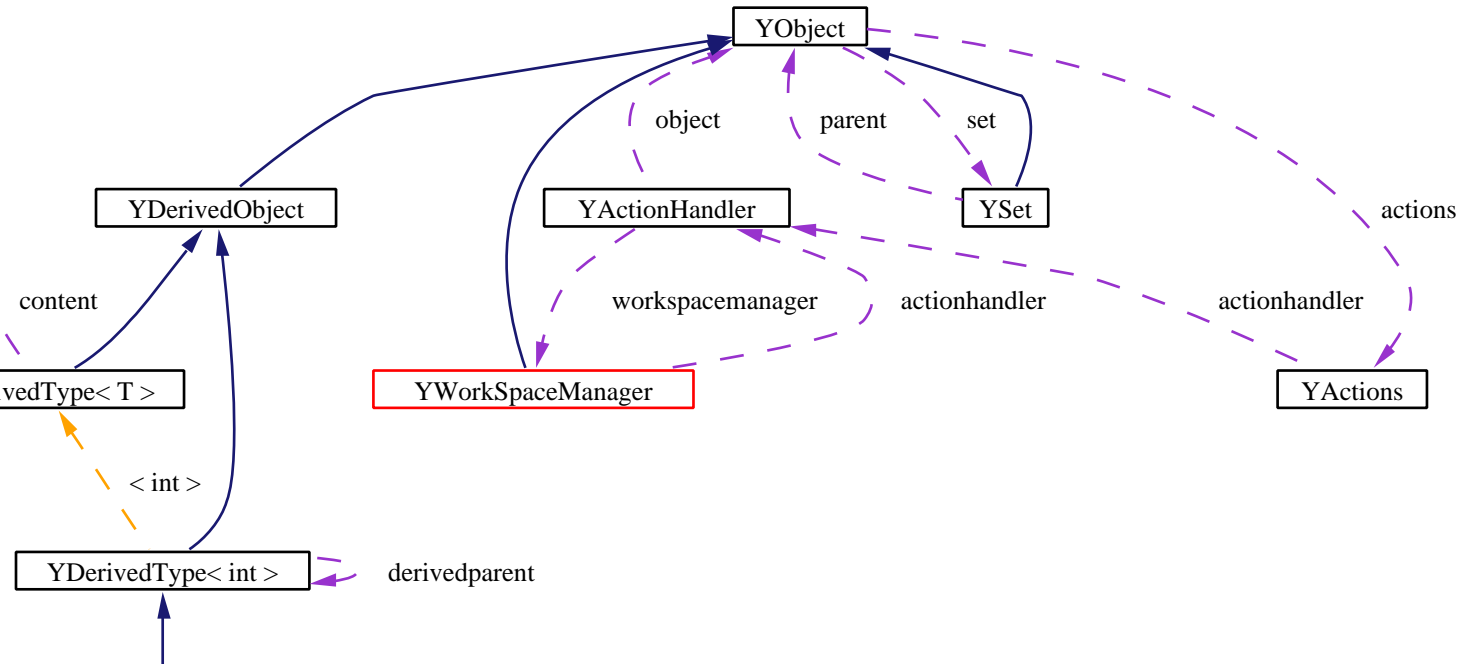 YObject
object
parent
set
YDerivedObject
YActionHandler
YSet
actions
content
workspacemanager
actionhandler
actionhandler
vedType< T >
YWorkSpaceManager
YActions
< int >
YDerivedType< int >
derivedparent